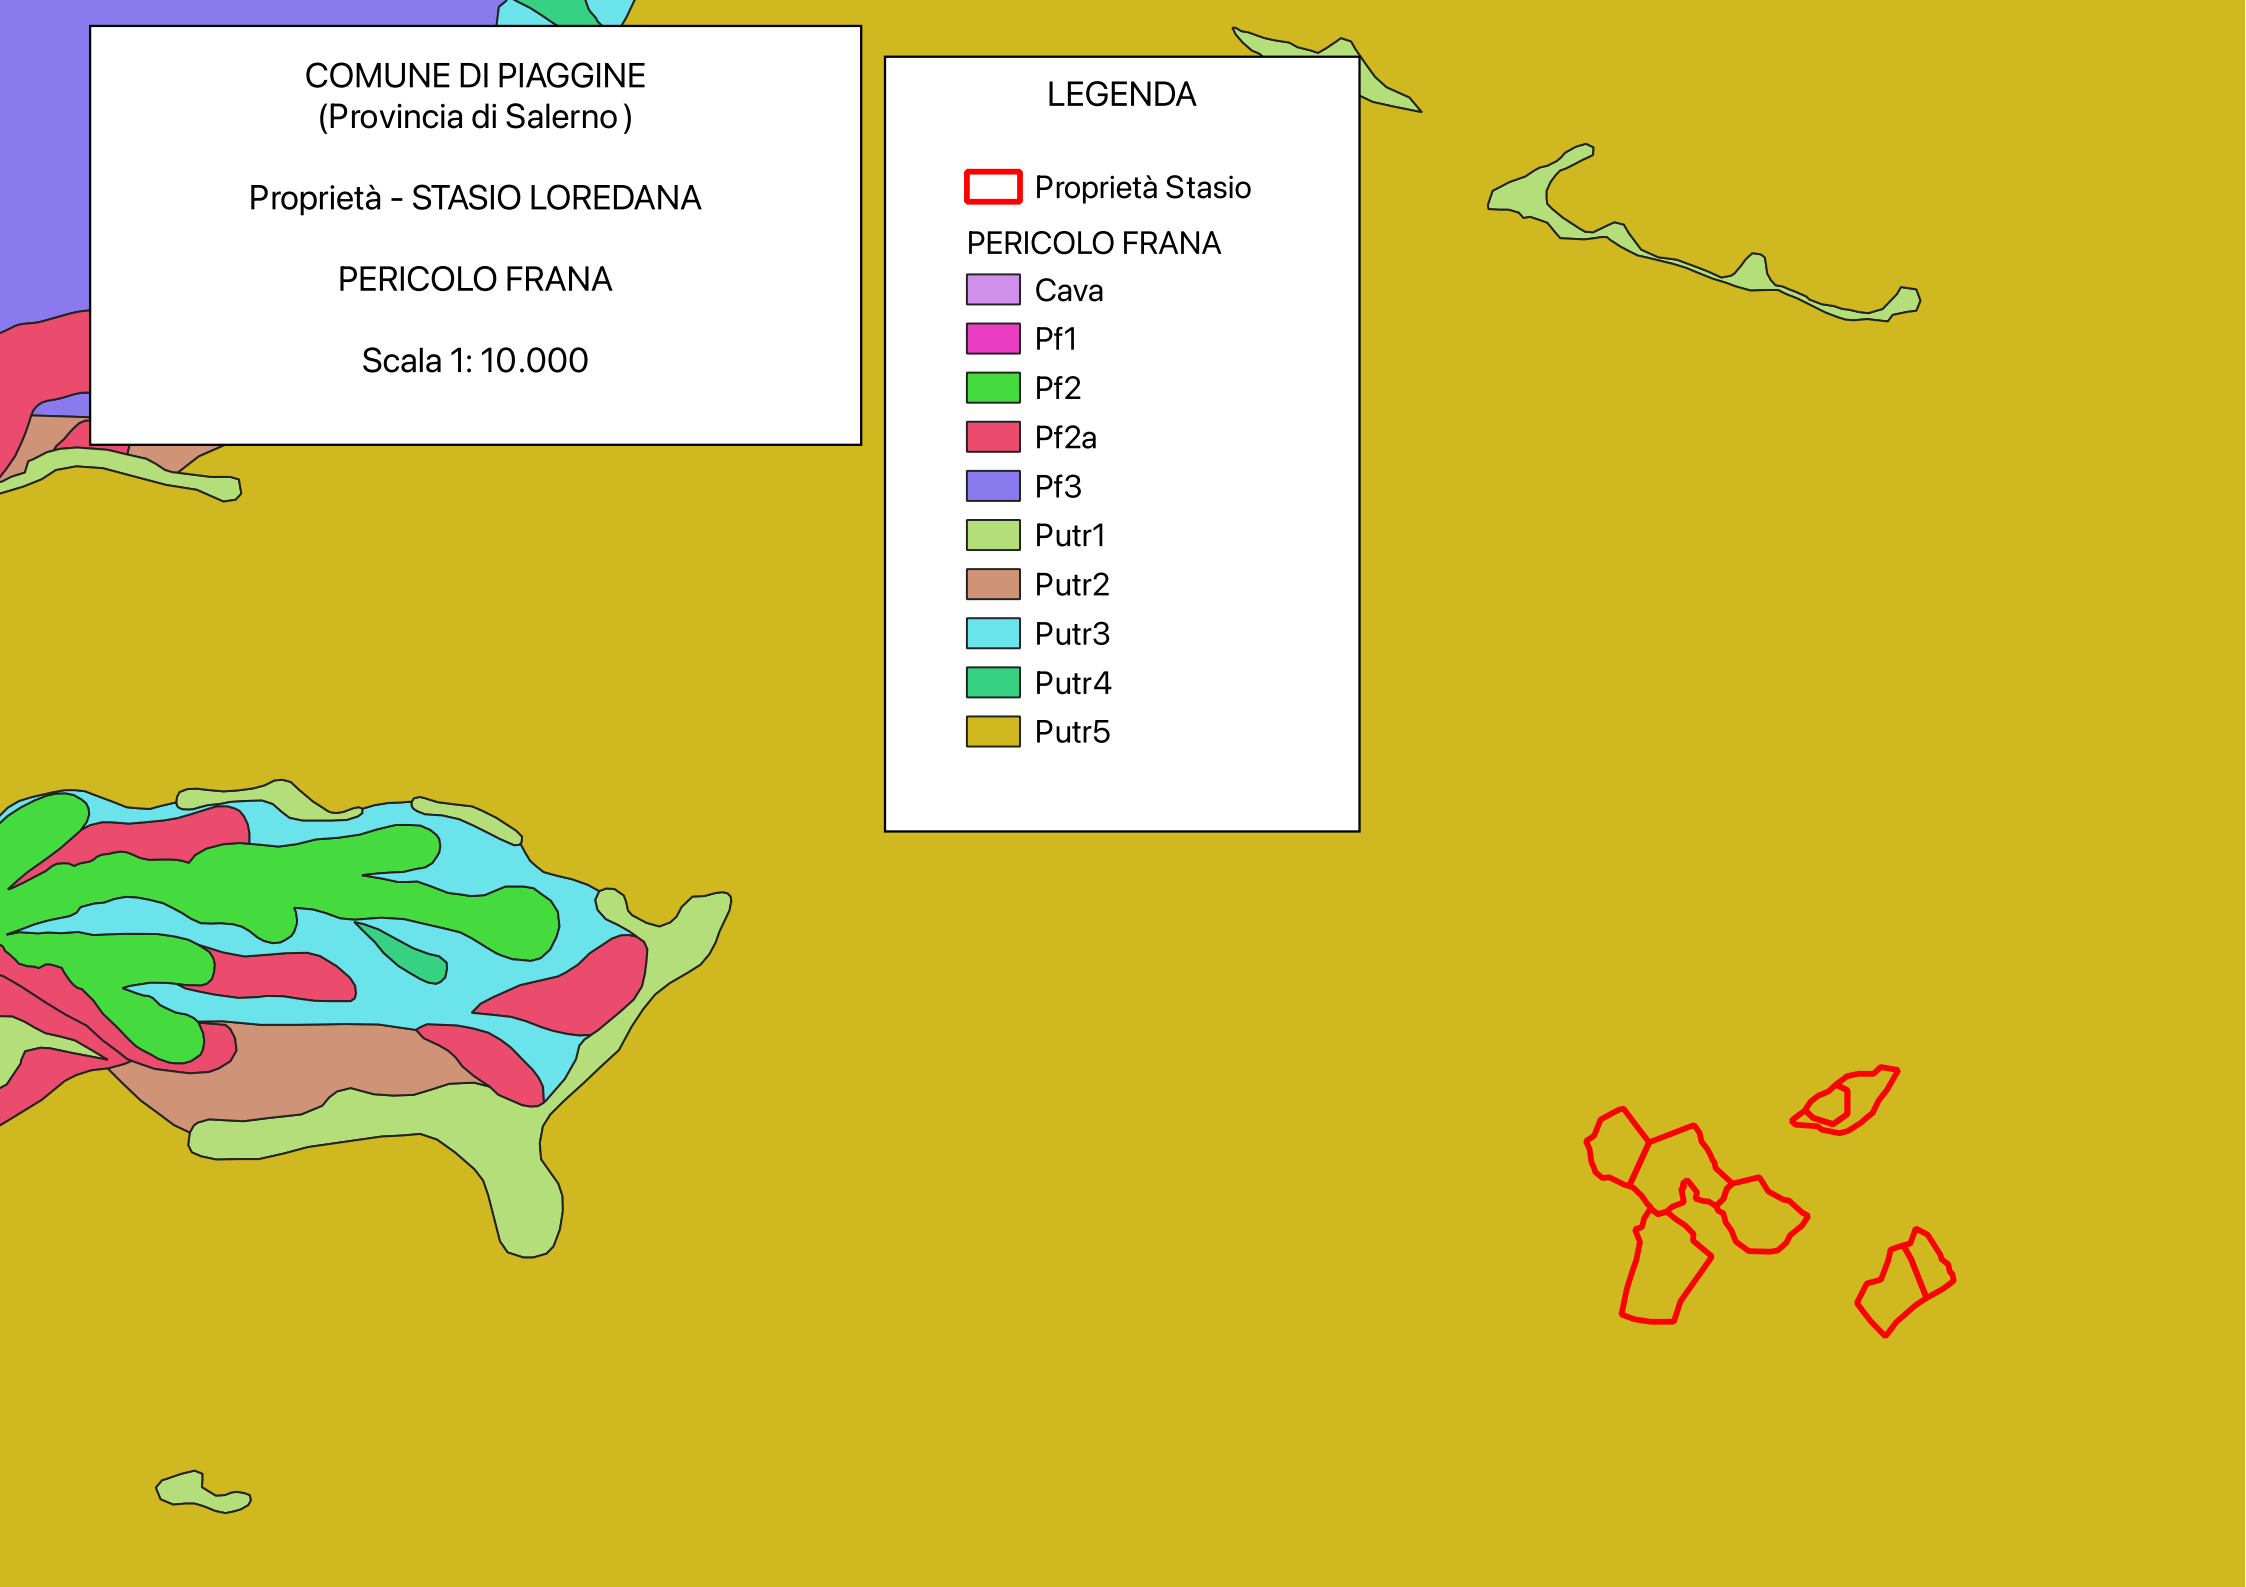 COMUNE DI PIAGGINE
(Provincia di Salerno)
Proprietà - STASIO LOREDANA
PERICOLO FRANA
Scala 1: 10.000
LEGENDA
Proprietà Stasio
PERICOLO FRANA
Cava
Pf1
Pf2
Pf2a
Pf3
Putr1
Putr2
Putr3
Putr4
Putr5